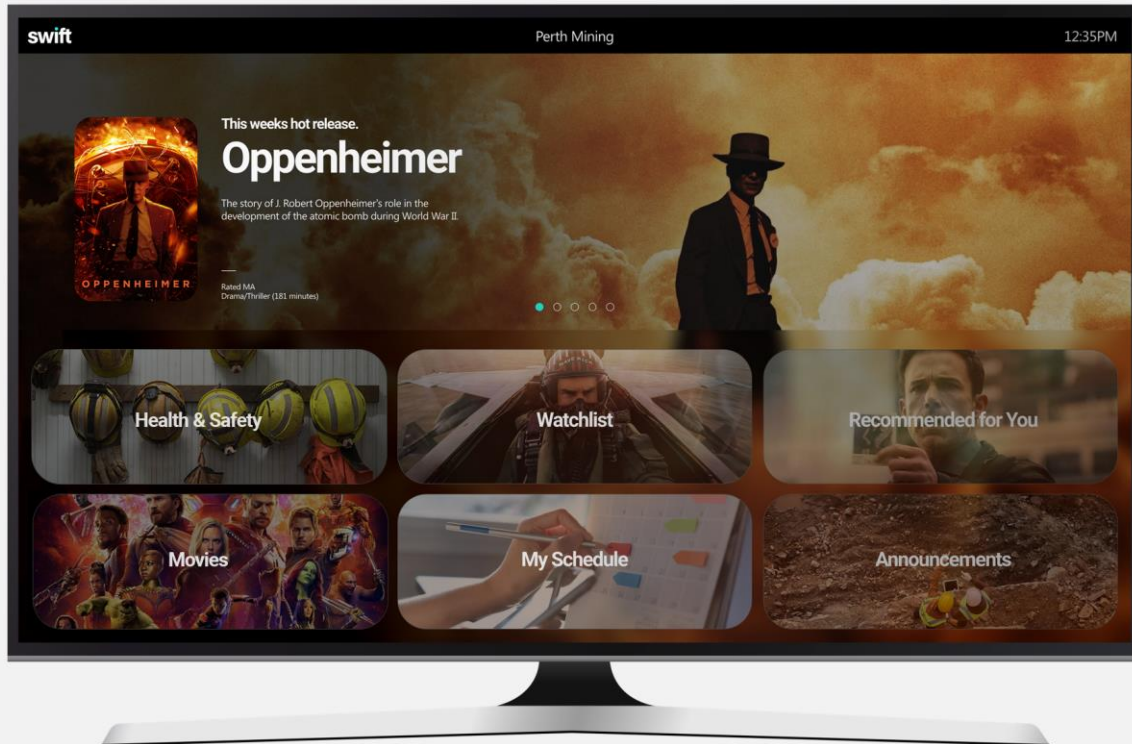 swift
Perth Mining
12:35PM
This weeks hot release.
Oppenheimer
The story of J. Robert Oppenheimer's role in the
development of the atomic bomb during World War II.
Rated MA
Drama/Thriller (181 minutes)
OPPENHEIMER
Health & Safety
Watchlist
Recommended for You
Movies
My Schedule
Announcements